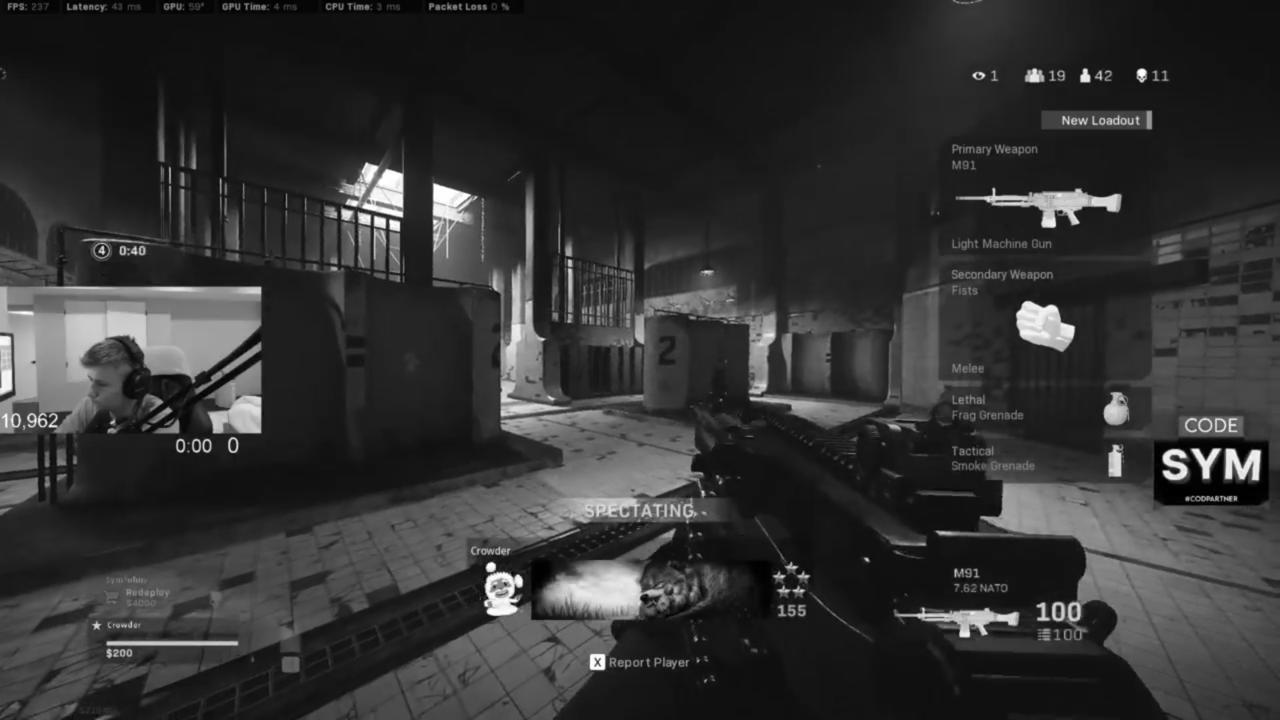 FPS: 237 Latency: 43 ms GPU: 59° GPU Time: 4 ms CPU Time: 3 ms Packet Loss 0 %
1 19 42 11
New Loadout
Primary Weapon
M91
Light Machine Gun
Secondary Weapon
Fists
Melee
Lethal
Frag Grenade
Tactical
Smoke Grenade
4 0:40
2
10,962
0:00 0
CODE
SYM
#CODPARTNER
SPECTATING
Crowder
155
Redeploy
$4000
Crowder
$200
M91
7.62 NATO
100
100
X Report Player